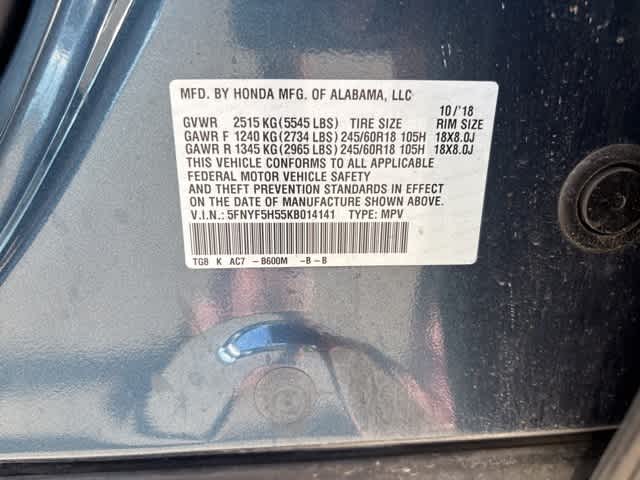 MFD. BY HONDA MFG. OF ALABAMA, LLC
10/'18
GVWR 2515 KG (5545 LBS) TIRE SIZE RIM SIZE
GAWR F 1240 KG (2734 LBS) 245/60R18 105H 18X8.0J
GAWR R 1345 KG (2965 LBS) 245/60R18 105H 18X8.0J
THIS VEHICLE CONFORMS TO ALL APPLICABLE
FEDERAL MOTOR VEHICLE SAFETY
AND THEFT PREVENTION STANDARDS IN EFFECT
ON THE DATE OF MANUFACTURE SHOWN ABOVE.
V.I.N.: 5FNYF5H55KB014141 TYPE: MPV
TG8 K AC7 -B600M -B-B